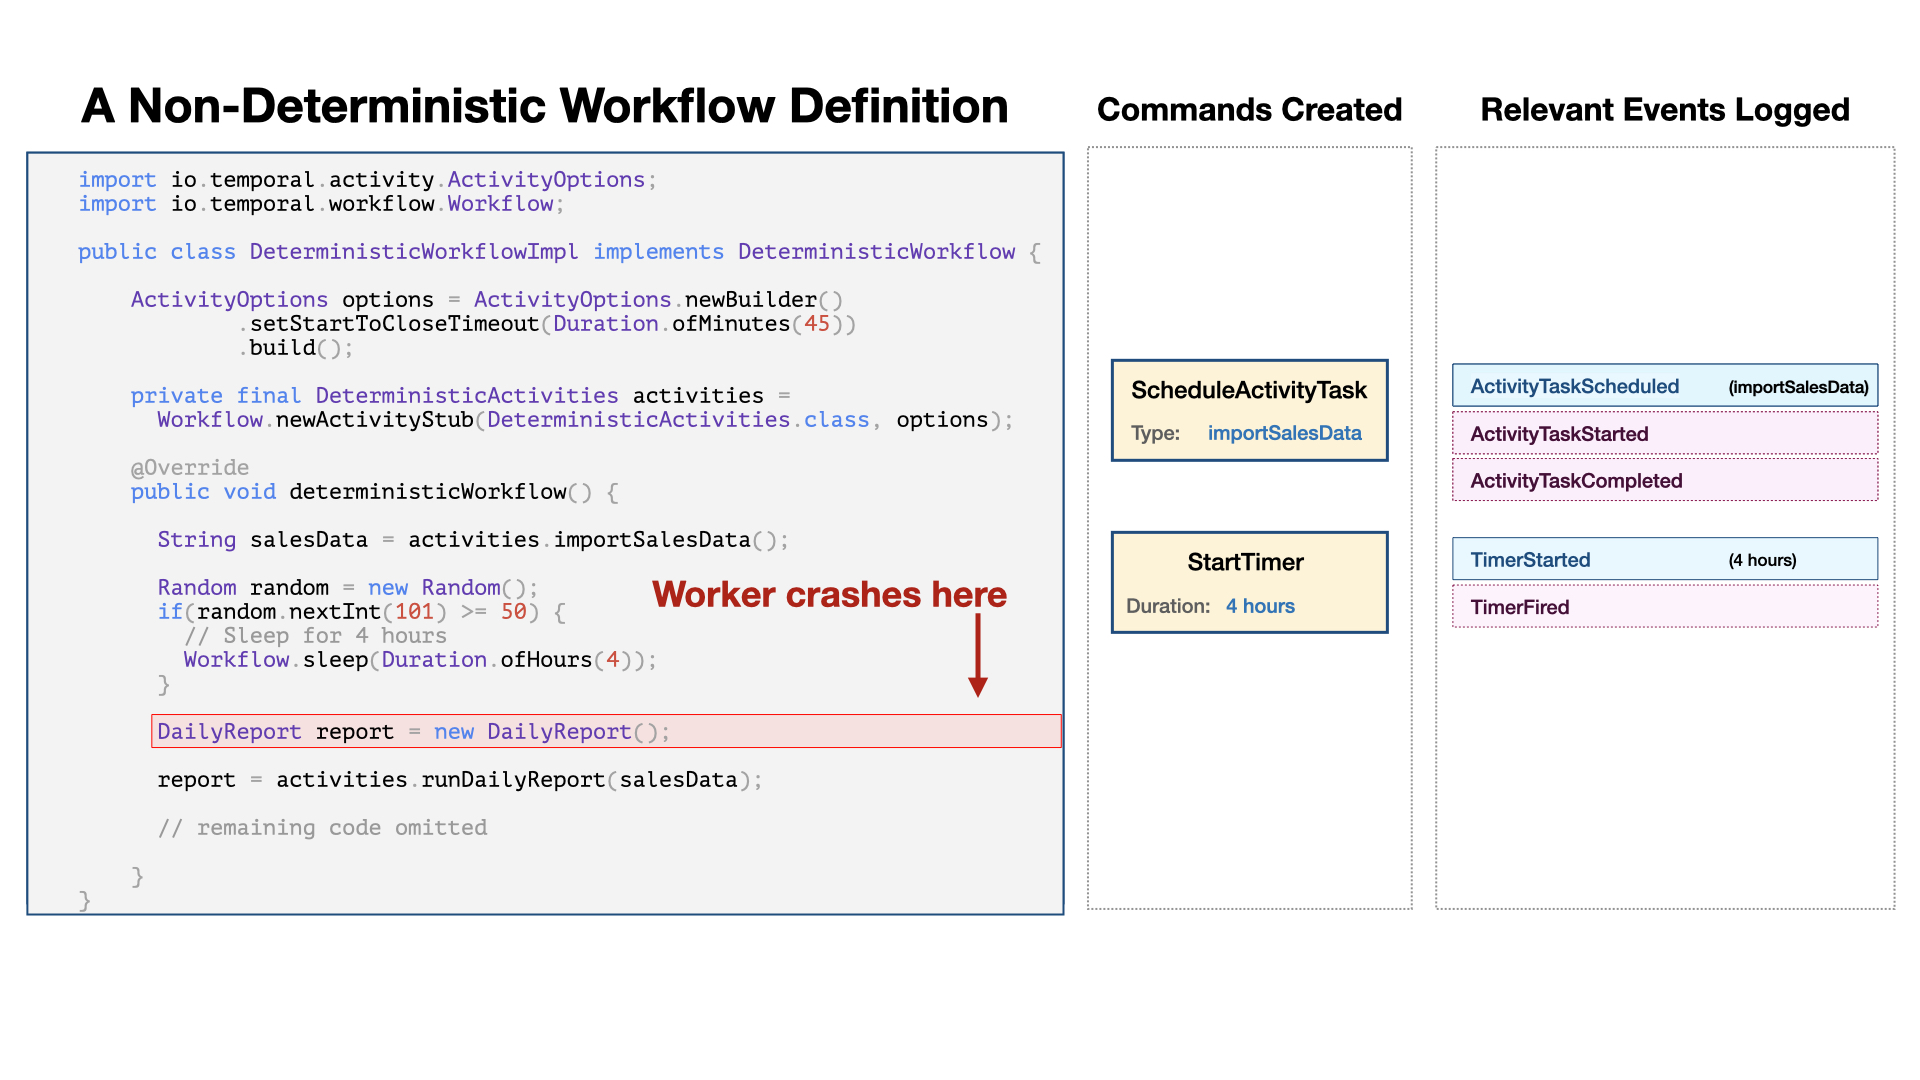 A Non-Deterministic Workflow Definition
import io.temporal.activity.ActivityOptions;
import io.temporal.workflow.Workflow;
public class DeterministicWorkflowImpl implements DeterministicWorkflow {
ActivityOptions options = ActivityOptions.newBuilder()
.setStartToCloseTimeout(Duration.ofMinutes(45))
.build();
private final DeterministicActivities activities =
Workflow.newActivityStub(DeterministicActivities.class, options);
@Override
public void deterministicWorkflow() {
String salesData = activities.importSalesData();
Random random = new Random();
if(random.nextInt(101) >= 50) {
// Sleep for 4 hours
Workflow.sleep(Duration.ofHours(4));
}
Worker crashes here
DailyReport report = new DailyReport();
report = activities.runDailyReport(salesData);
// remaining code omitted
}
}
Commands Created
ScheduleActivityTask
Type: importSalesData
StartTimer
Duration: 4 hours
Relevant Events Logged
ActivityTaskScheduled (importSalesData)
ActivityTaskStarted
ActivityTaskCompleted
TimerStarted (4 hours)
TimerFired